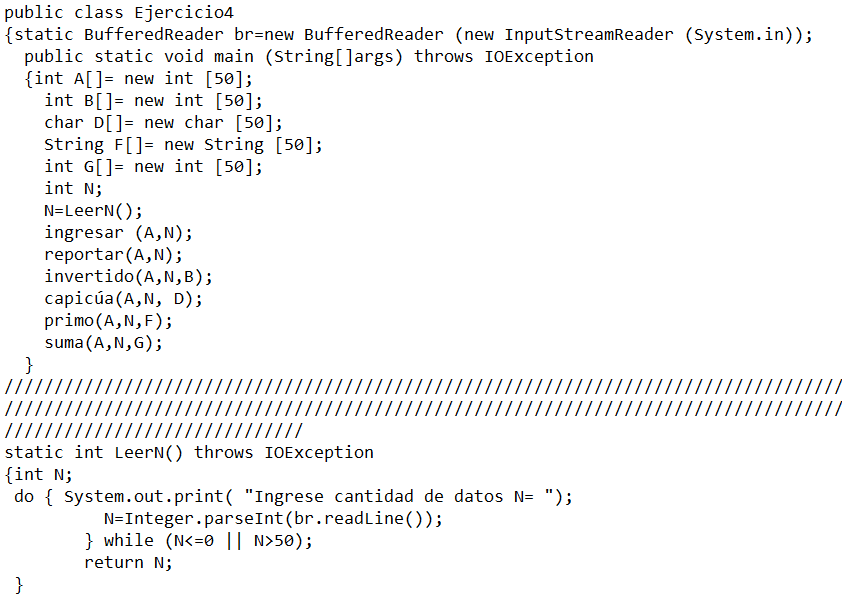 public class Ejercicio4
{static BufferedReader br=new BufferedReader (new InputStreamReader (System.in));
  public static void main (String[]args) throws IOException
  {int A[]= new int [50];
    int B[]= new int [50];
    char D[]= new char [50];
    String F[]= new String [50];
    int G[]= new int [50];
    int N;
    N=LeerN();
    ingresar (A,N);
    reportar(A,N);
    invertido(A,N,B);
    capicúa(A,N, D);
    primo(A,N,F);
    suma(A,N,G);
  }
////////////////////////////////////////////////////////////////////////////////////
////////////////////////////////////////////////////////////////////////////////////
//////////////////////////////
static int LeerN() throws IOException
{int N;
 do { System.out.print( "Ingrese cantidad de datos N= ");
          N=Integer.parseInt(br.readLine());
        } while (N<=0 || N>50);
        return N;
 }